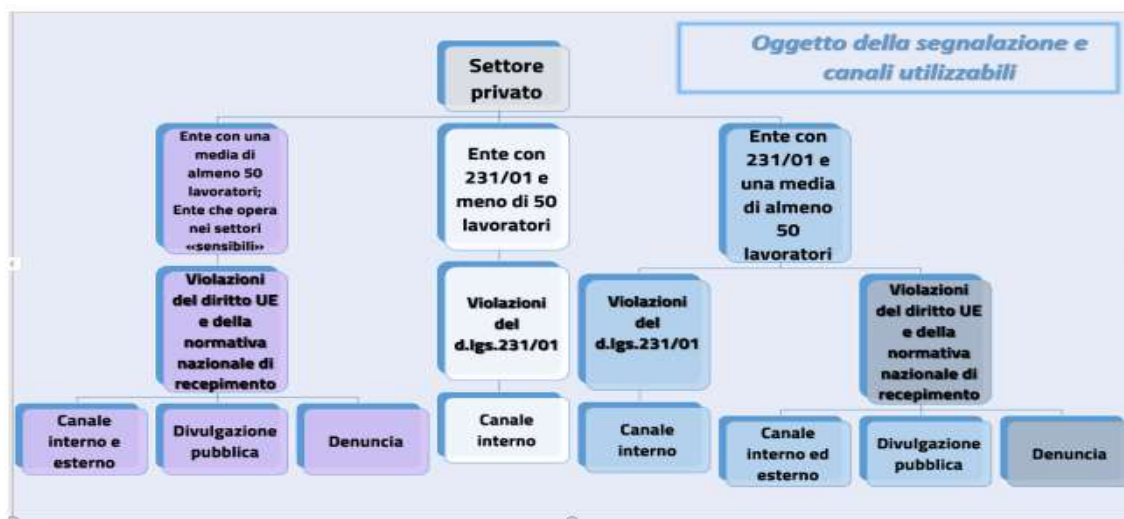 Oggetto della segnalazione e
canali utilizzabili
Settore
privato
Ente con una
media di
almeno 50
lavoratori;
Ente che opera
nei settori
«sensibili»
Ente con
231/01 e
meno di 50
lavoratori
Ente con
231/01 e
una media
di almeno
50
lavoratori
Violazioni
del diritto UE
e della
normativa
nazionale di
recepimento
Violazioni
del
d.lgs.231/01
Violazioni
del
d.lgs.231/01
Violazioni
del diritto UE
e della
normativa
nazionale di
recepimento
Canale
interno e
esterno
Divulgazione
pubblica
Denuncia
Canale
interno
Canale
interno
Canale
interno ed
esterno
Divulgazione
pubblica
Denuncia